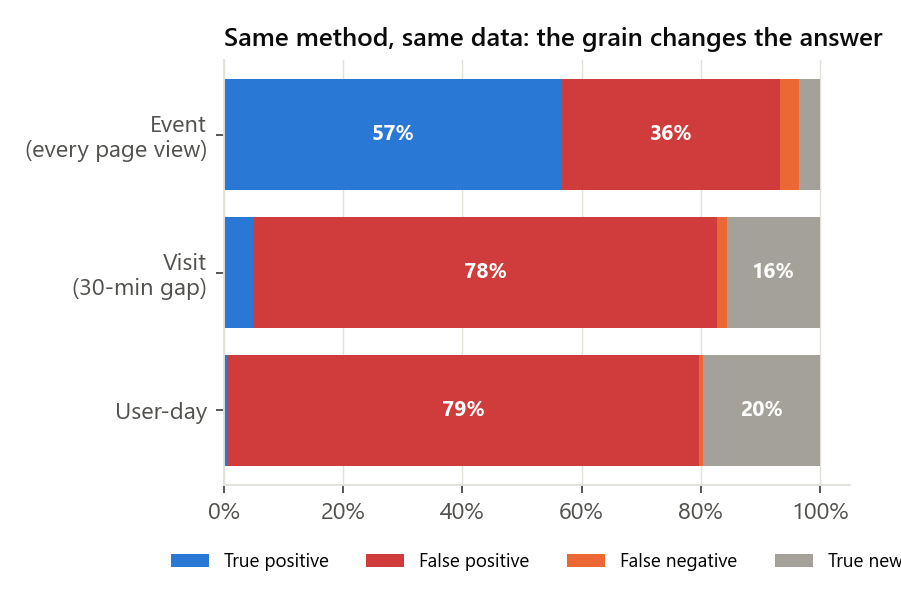 Same method, same data: the grain changes the answer
Event
(every page view)
57%
36%
Visit
(30-min gap)
78%
16%
User-day
79%
20%
0%
20%
40%
60%
80%
100%
True positive
False positive
False negative
True new